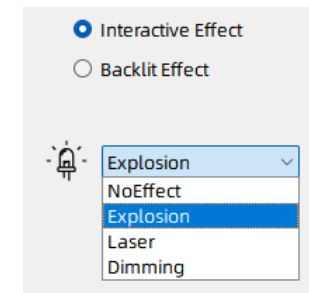 Interactive Effect
Backlit Effect
Explosion
NoEffect
Explosion
Laser
Dimming